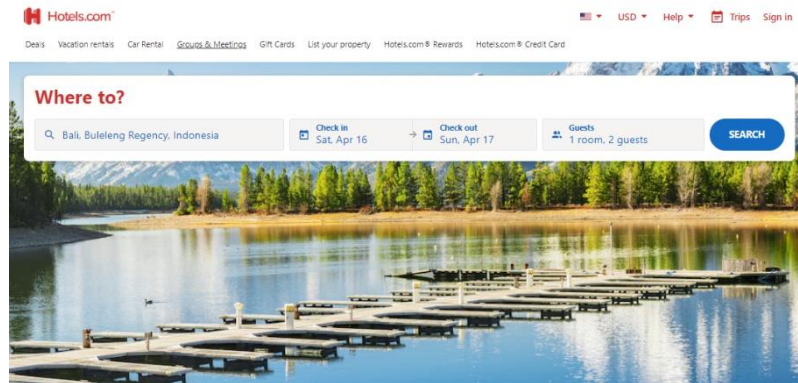 Hotels.com™
USD Help Trips Sign in
Deals Vacation rentals Car Rental Groups & Meetings Gift Cards List your property Hotels.com® Rewards Hotels.com® Credit Card
Where to?
Bali, Buleleng Regency, Indonesia
Check in
Sat, Apr 16
Check out
Sun, Apr 17
Guests
1 room, 2 guests
SEARCH